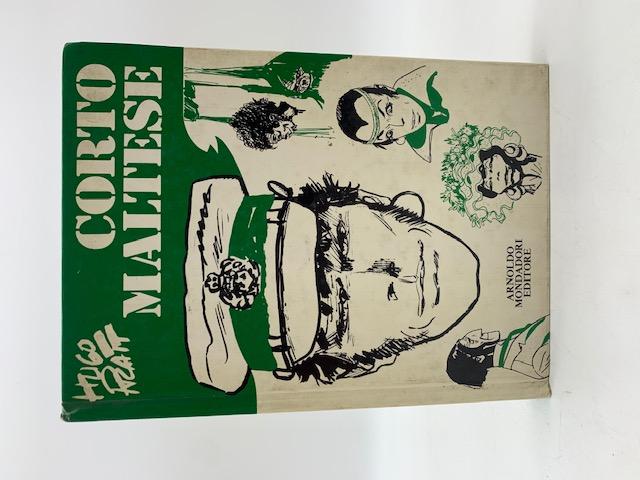 HUGO
PRATT
CORTO
MALTESE
ARNOLDO
MONDADORI
EDITORE